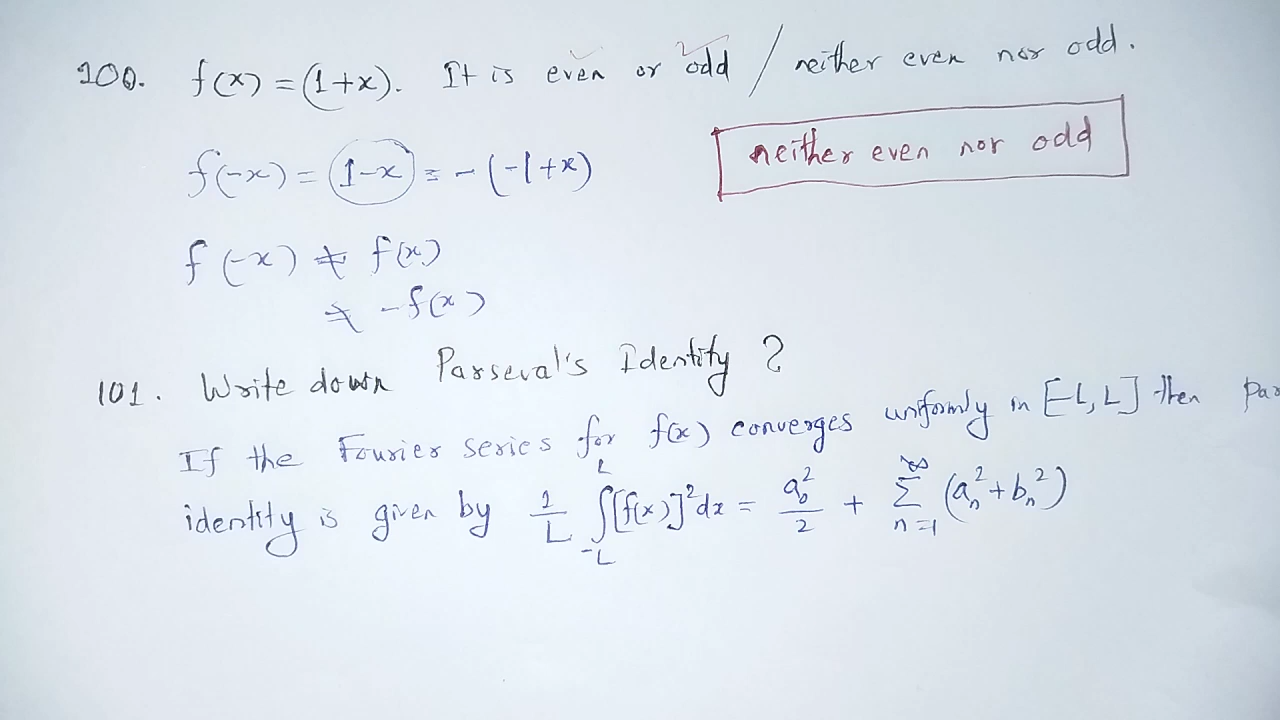 100. f(x) = (1+x). It is even or odd / neither even nor odd.
neither even nor odd
f(-x) = (1-x) = - (-1+x)
f(-x) ≠ f(x)
≠ -f(x)
101. Write down Parseval's Identity ?
If the Fourier series for f(x) converges uniformly in [-L, L] then Par
identity is given by 1/L ∫_{-L}^{L} [f(x)]² dx = a₀²/2 + Σ_{n=1}^{∞} (aₙ² + bₙ²)